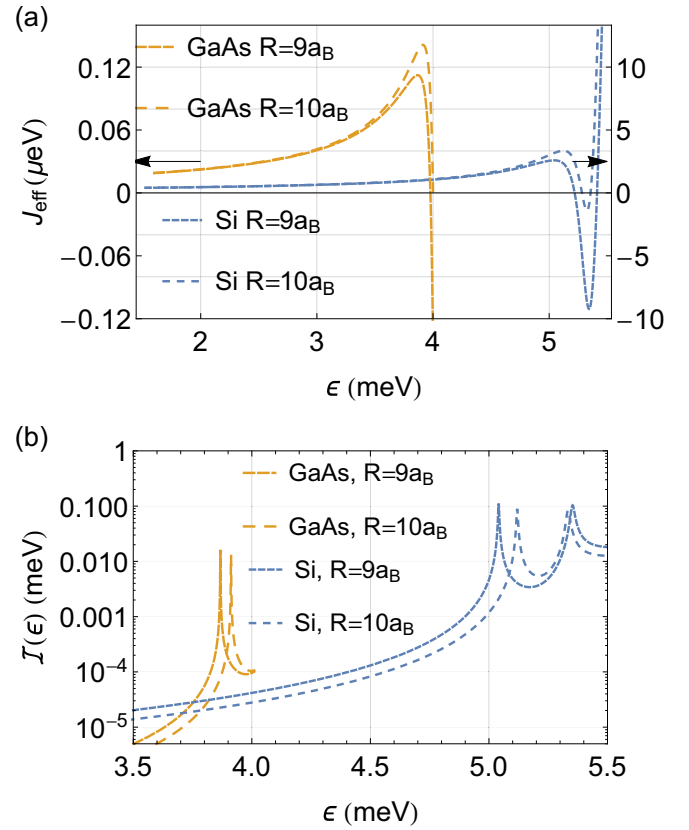 (a)
J_eff (μeV)
0.12
0.06
0
−0.06
−0.12
GaAs R=9a_B
GaAs R=10a_B
Si R=9a_B
Si R=10a_B
10
5
0
−5
−10
2 3 4 5
ϵ (meV)
(b)
I(ϵ) (meV)
1
0.100
0.010
0.001
10⁻⁴
10⁻⁵
GaAs, R=9a_B
GaAs, R=10a_B
Si, R=9a_B
Si, R=10a_B
3.5 4.0 4.5 5.0 5.5
ϵ (meV)